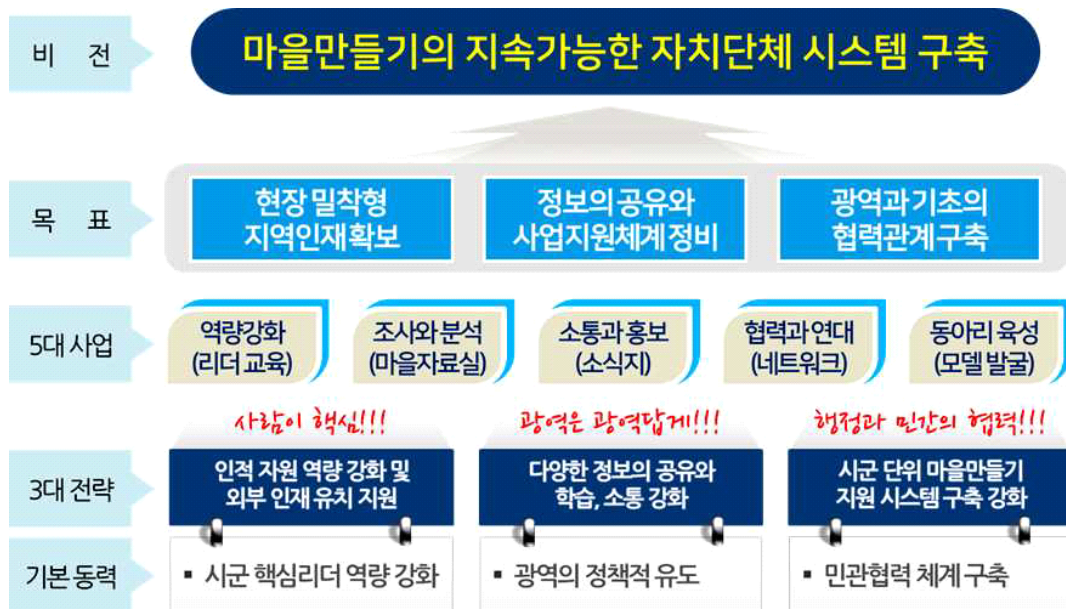 비 전
마을만들기의 지속가능한 자치단체 시스템 구축
목 표
현장 밀착형
지역인재확보
정보의 공유와
사업지원체계 정비
광역과 기초의
협력관계 구축
5대 사업
역량강화
(리더 교육)
조사와 분석
(마을자료실)
소통과 홍보
(소식지)
협력과 연대
(네트워크)
동아리 육성
(모델 발굴)
사람이 핵심!!!
광역은 광역답게!!!
행정과 민간의 협력!!!
3대 전략
인적 자원 역량 강화 및
외부 인재 유치 지원
다양한 정보의 공유와
학습, 소통 강화
시군 단위 마을만들기
지원 시스템 구축 강화
기본 동력
▪ 시군 핵심리더 역량 강화
▪ 광역의 정책적 유도
▪ 민관협력 체계 구축